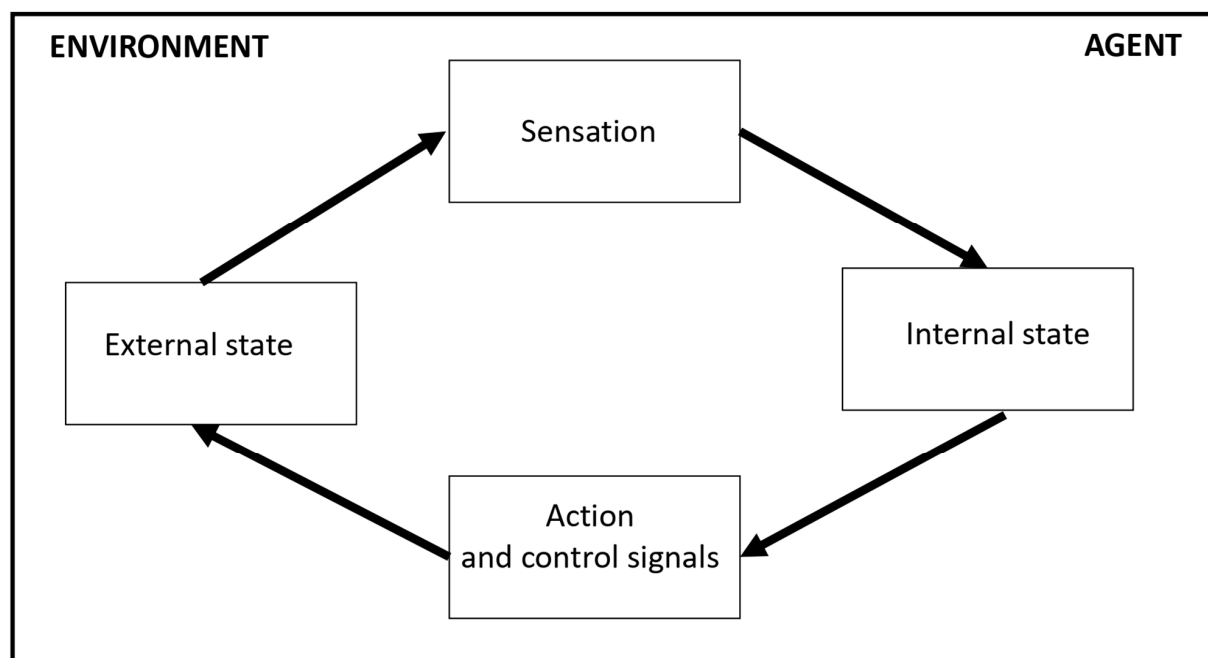 ENVIRONMENT
AGENT
Sensation
External state
Internal state
Action
and control signals